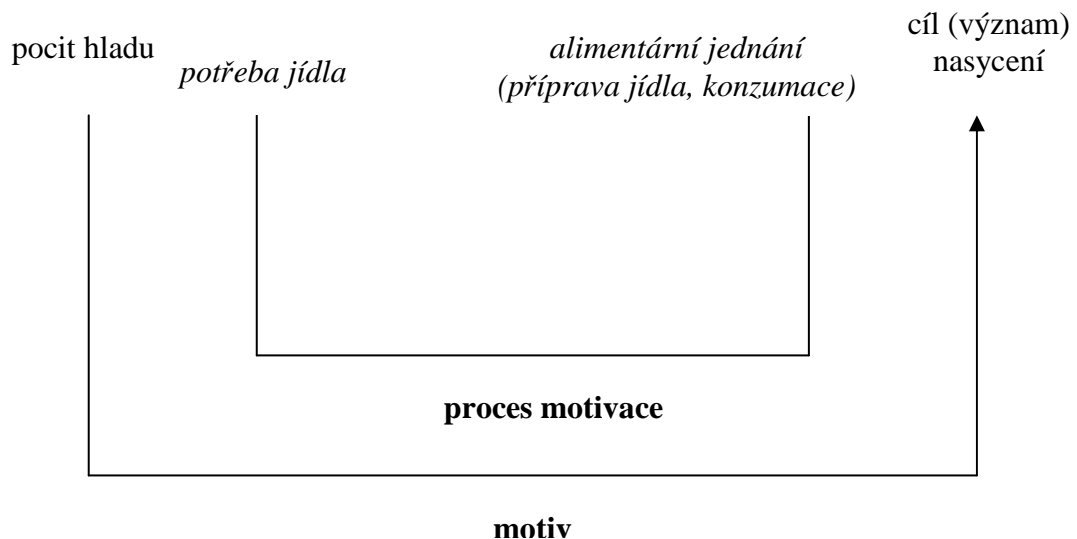 pocit hladu
potřeba jídla
alimentární jednání
(příprava jídla, konzumace)
cíl (význam)
nasycení
proces motivace
motiv